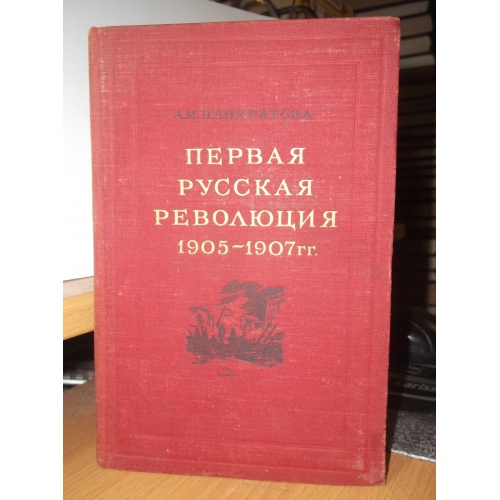 А.М.ПАНКРАТОВА
ПЕРВАЯ
РУССКАЯ
РЕВОЛЮЦИЯ
1905~1907гг.